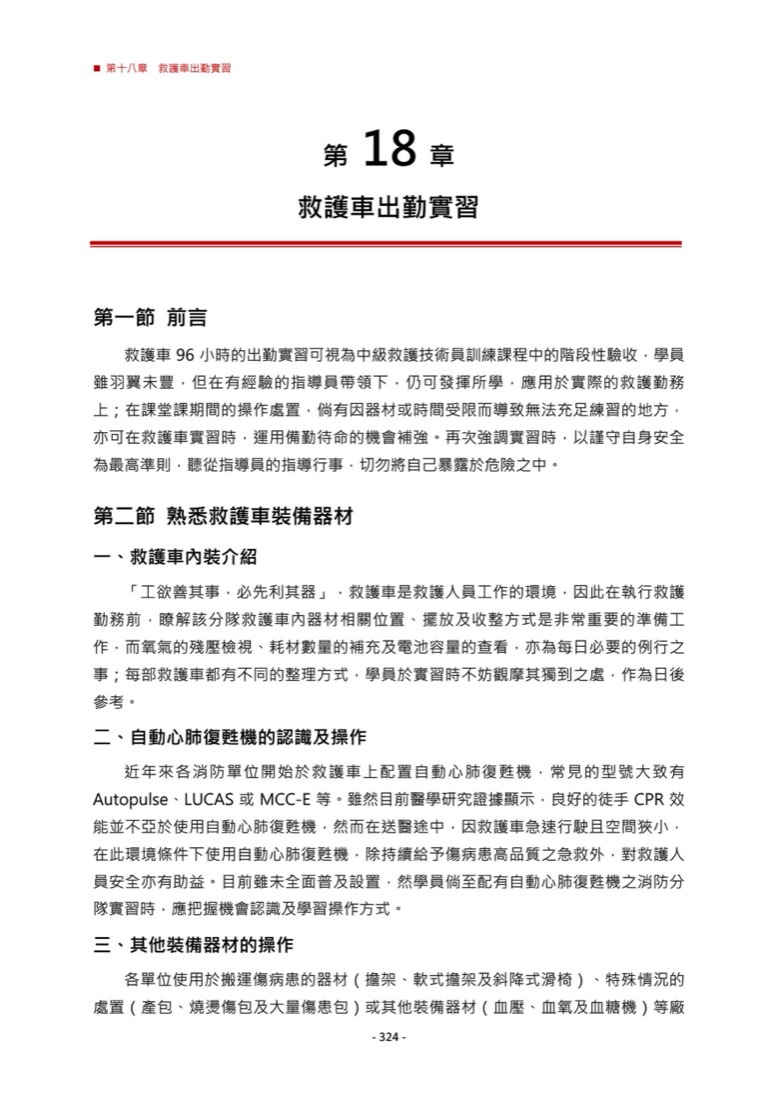 ■ 第十八章 救護車出勤實習
第 18 章
救護車出勤實習
第一節 前言
救護車 96 小時的出勤實習可視為中級救護技術員訓練課程中的階段性驗收，學員
雖羽翼未豐，但在有經驗的指導員帶領下，仍可發揮所學，應用於實際的救護勤務
上；在課堂課期間的操作處置，倘有因器材或時間受限而導致無法充足練習的地方，
亦可在救護車實習時，運用備勤待命的機會補強。再次強調實習時，以謹守自身安全
為最高準則，聽從指導員的指導行事，切勿將自己暴露於危險之中。
第二節 熟悉救護車裝備器材
一、救護車內裝介紹
「工欲善其事，必先利其器」，救護車是救護人員工作的環境，因此在執行救護
勤務前，瞭解該分隊救護車內器材相關位置、擺放及收整方式是非常重要的準備工
作，而氧氣的殘壓檢視、耗材數量的補充及電池容量的查看，亦為每日必要的例行之
事；每部救護車都有不同的整理方式，學員於實習時不妨觀摩其獨到之處，作為日後
參考。
二、自動心肺復甦機的認識及操作
近年來各消防單位開始於救護車上配置自動心肺復甦機，常見的型號大致有
Autopulse、LUCAS 或 MCC-E 等。雖然目前醫學研究證據顯示，良好的徒手 CPR 效
能並不亞於使用自動心肺復甦機，然而在送醫途中，因救護車急速行駛且空間狹小，
在此環境條件下使用自動心肺復甦機，除持續給予傷病患高品質之急救外，對救護人
員安全亦有助益。目前雖未全面普及設置，然學員倘至配有自動心肺復甦機之消防分
隊實習時，應把握機會認識及學習操作方式。
三、其他裝備器材的操作
各單位使用於搬運傷病患的器材（擔架、軟式擔架及斜降式滑椅）、特殊情況的
處置（產包、燒燙傷包及大量傷患包）或其他裝備器材（血壓、血氧及血糖機）等廠
- 324 -